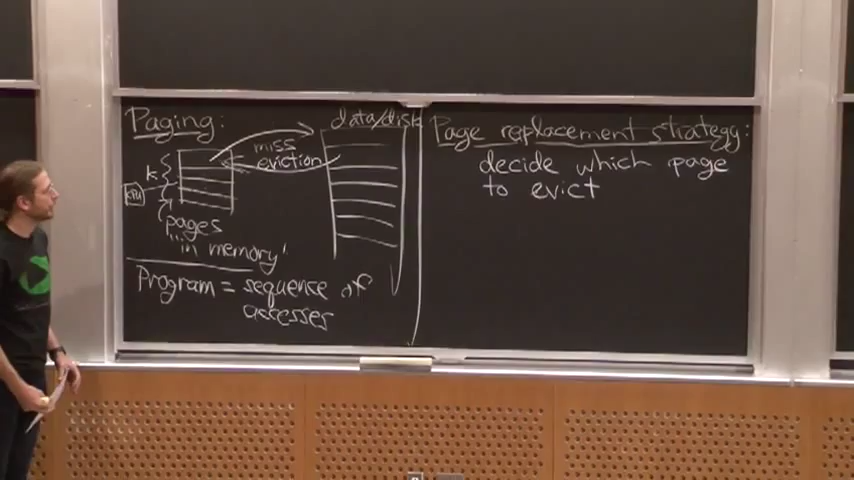 Paging:
data/disk
miss
eviction
k
CPU
pages
"in memory"
Program = sequence of
accesses
Page replacement strategy:
decide which page
to evict